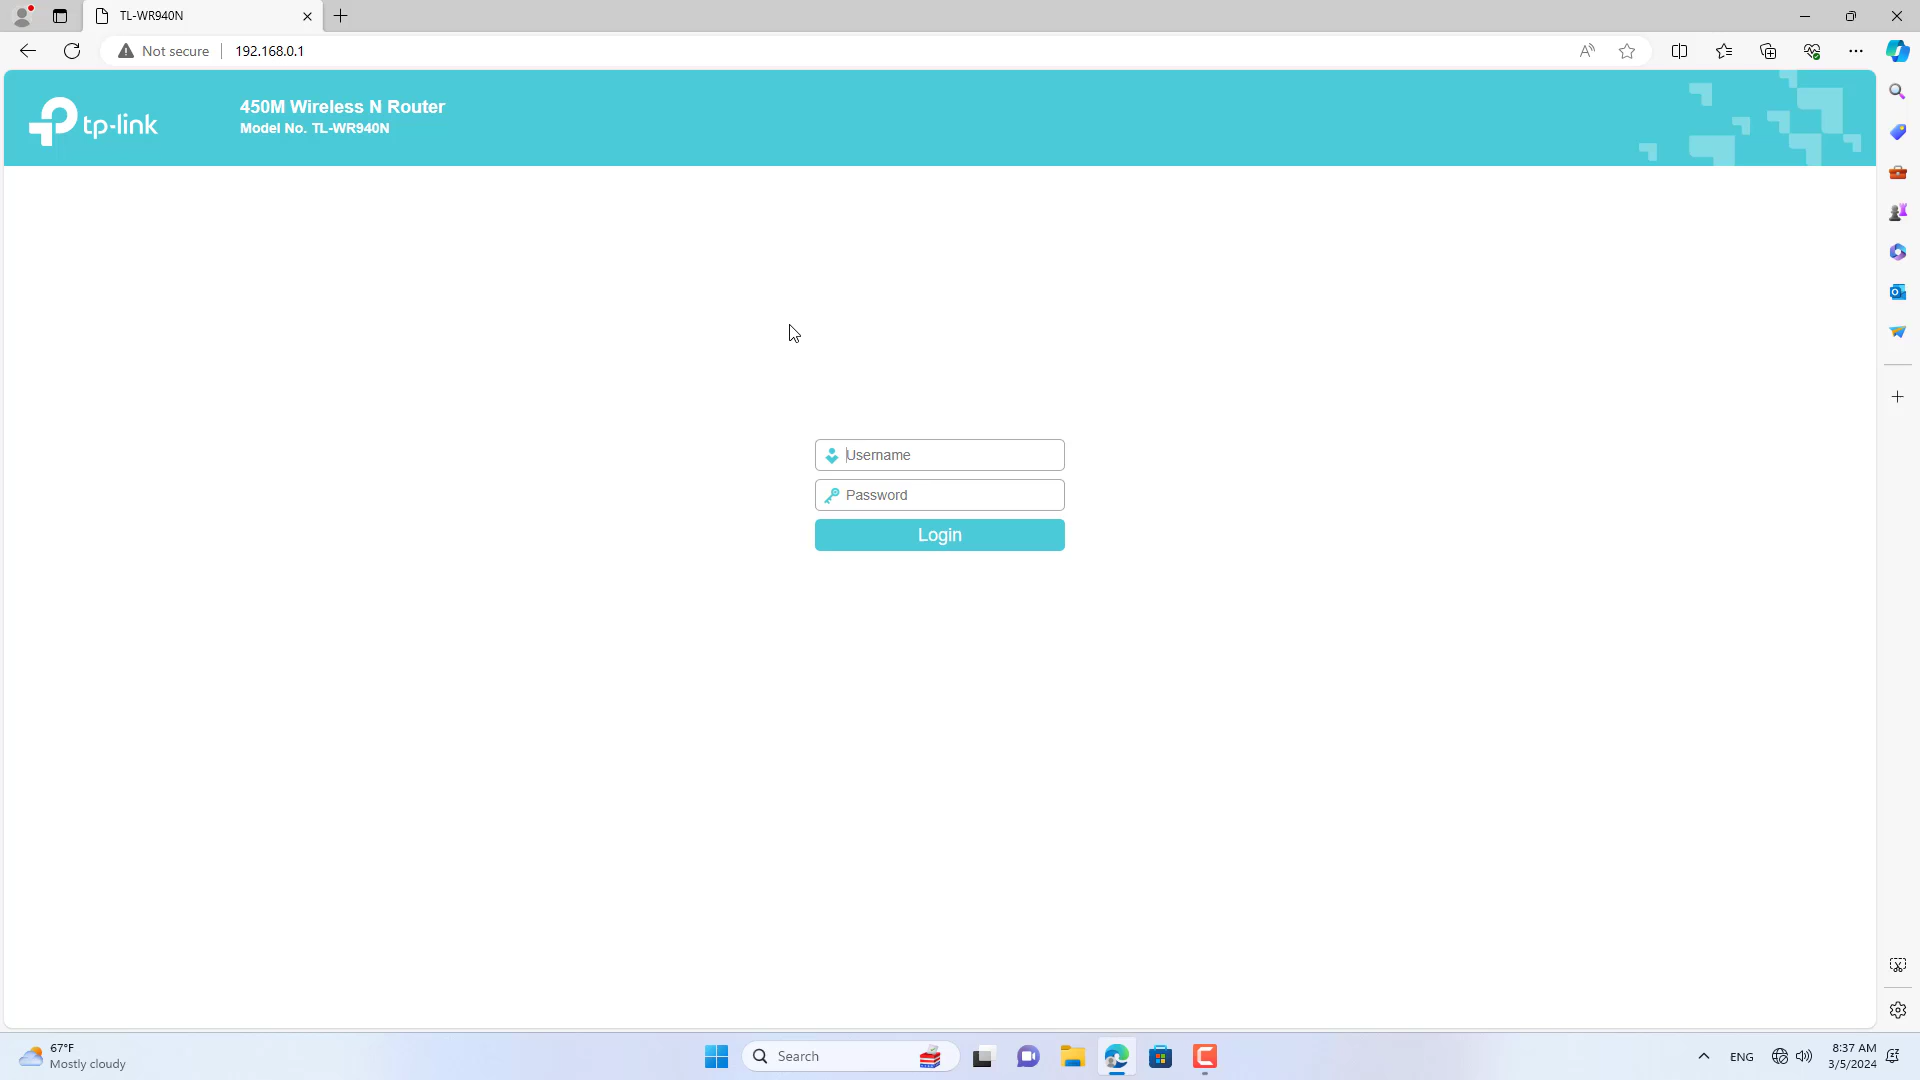 TL-WR940N
Not secure
192.168.0.1
tp-link
450M Wireless N Router
Model No. TL-WR940N
Username
Password
Login
67°F
Mostly cloudy
Search
ENG
8:37 AM
3/5/2024